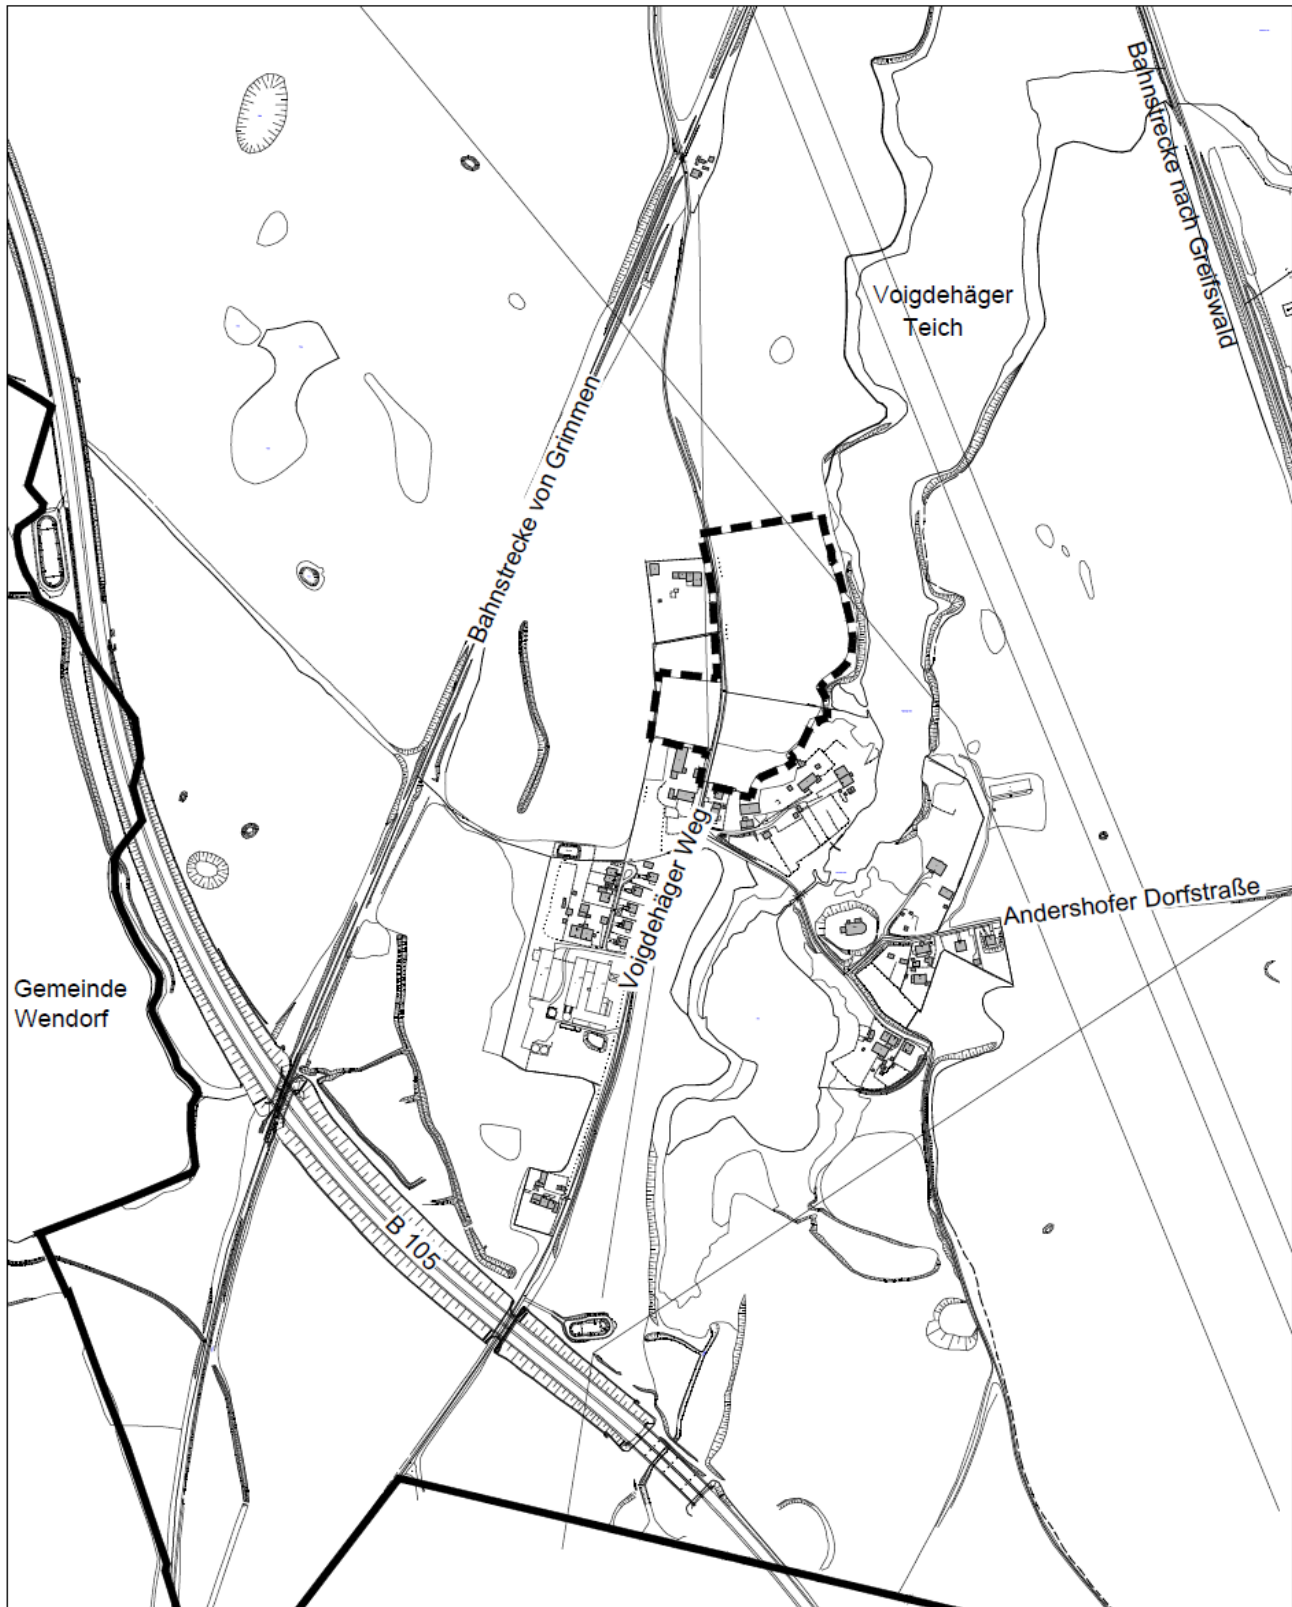 Bahnstrecke nach Greifswald
Voigdehäger
Teich
Bahnstrecke von Grimmen
Voigdehäger Weg
Andershofer Dorfstraße
Gemeinde
Wendorf
B 105